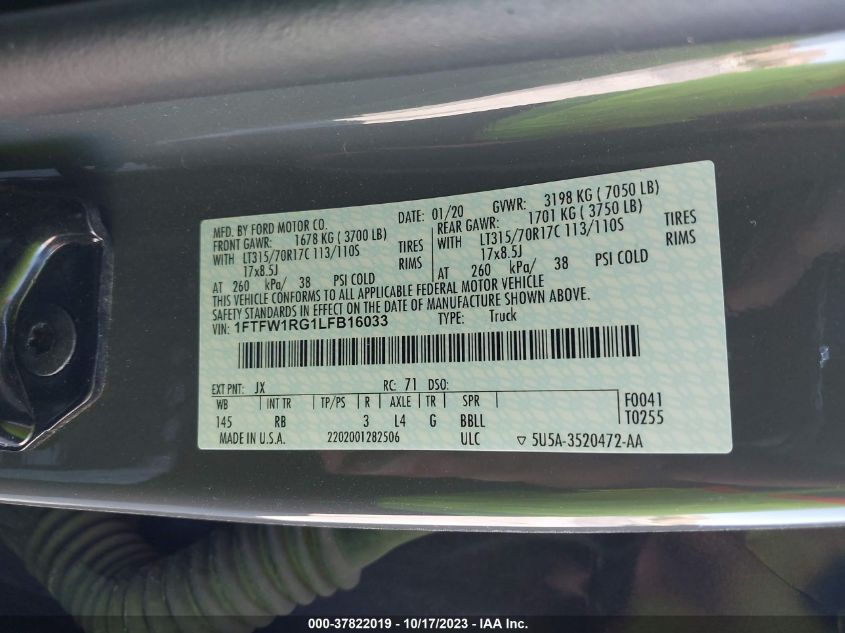 MFD. BY FORD MOTOR CO. DATE: 01/20 GVWR: 3198 KG ( 7050 LB)
FRONT GAWR: 1678 KG ( 3700 LB) REAR GAWR: 1701 KG ( 3750 LB)
WITH LT315/70R17C 113/110S TIRES WITH LT315/70R17C 113/110S TIRES
17x8.5J RIMS 17x8.5J RIMS
AT 260 kPa/ 38 PSI COLD AT 260 kPa/ 38 PSI COLD
THIS VEHICLE CONFORMS TO ALL APPLICABLE FEDERAL MOTOR VEHICLE
SAFETY STANDARDS IN EFFECT ON THE DATE OF MANUFACTURE SHOWN ABOVE.
VIN: 1FTFW1RG1LFB16033 TYPE: Truck
EXT PNT: JX RC: 71 DSO:
WB INT TR TP/PS R AXLE TR SPR F0041
145 RB 3 L4 G BBLL T0255
MADE IN U.S.A. 2202001282506 ULC ▽ 5U5A-3520472-AA
000-37822019 - 10/17/2023 - IAA Inc.